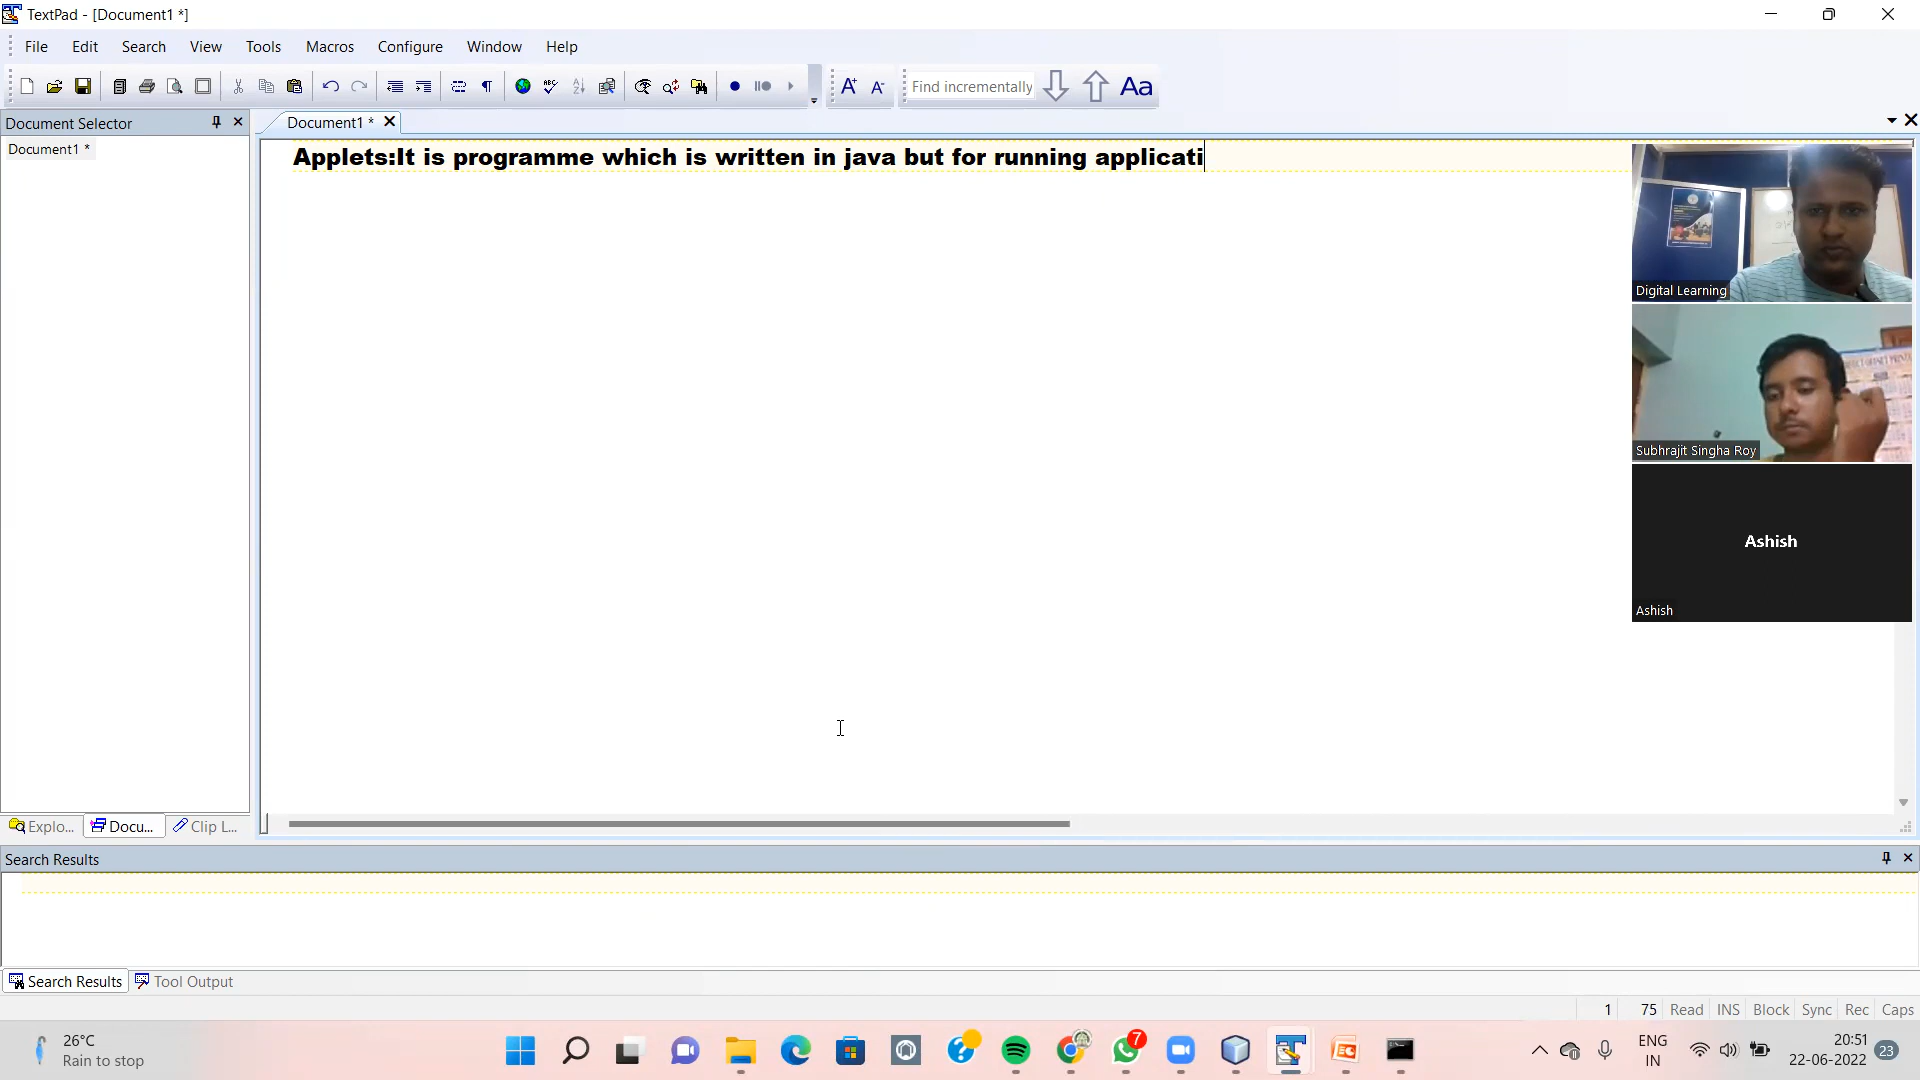 TextPad - [Document1 *]
File Edit Search View Tools Macros Configure Window Help
Find incrementally Aa
Document Selector
Document1 *
Document1 *
Applets:It is programme which is written in java but for running applicati
Digital Learning
Subhrajit Singha Roy
Ashish
Ashish
Explo... Docu... Clip L...
Search Results
Search Results Tool Output
1 75 Read INS Block Sync Rec Caps
26°C
Rain to stop
7
ENG
IN
20:51
22-06-2022
23